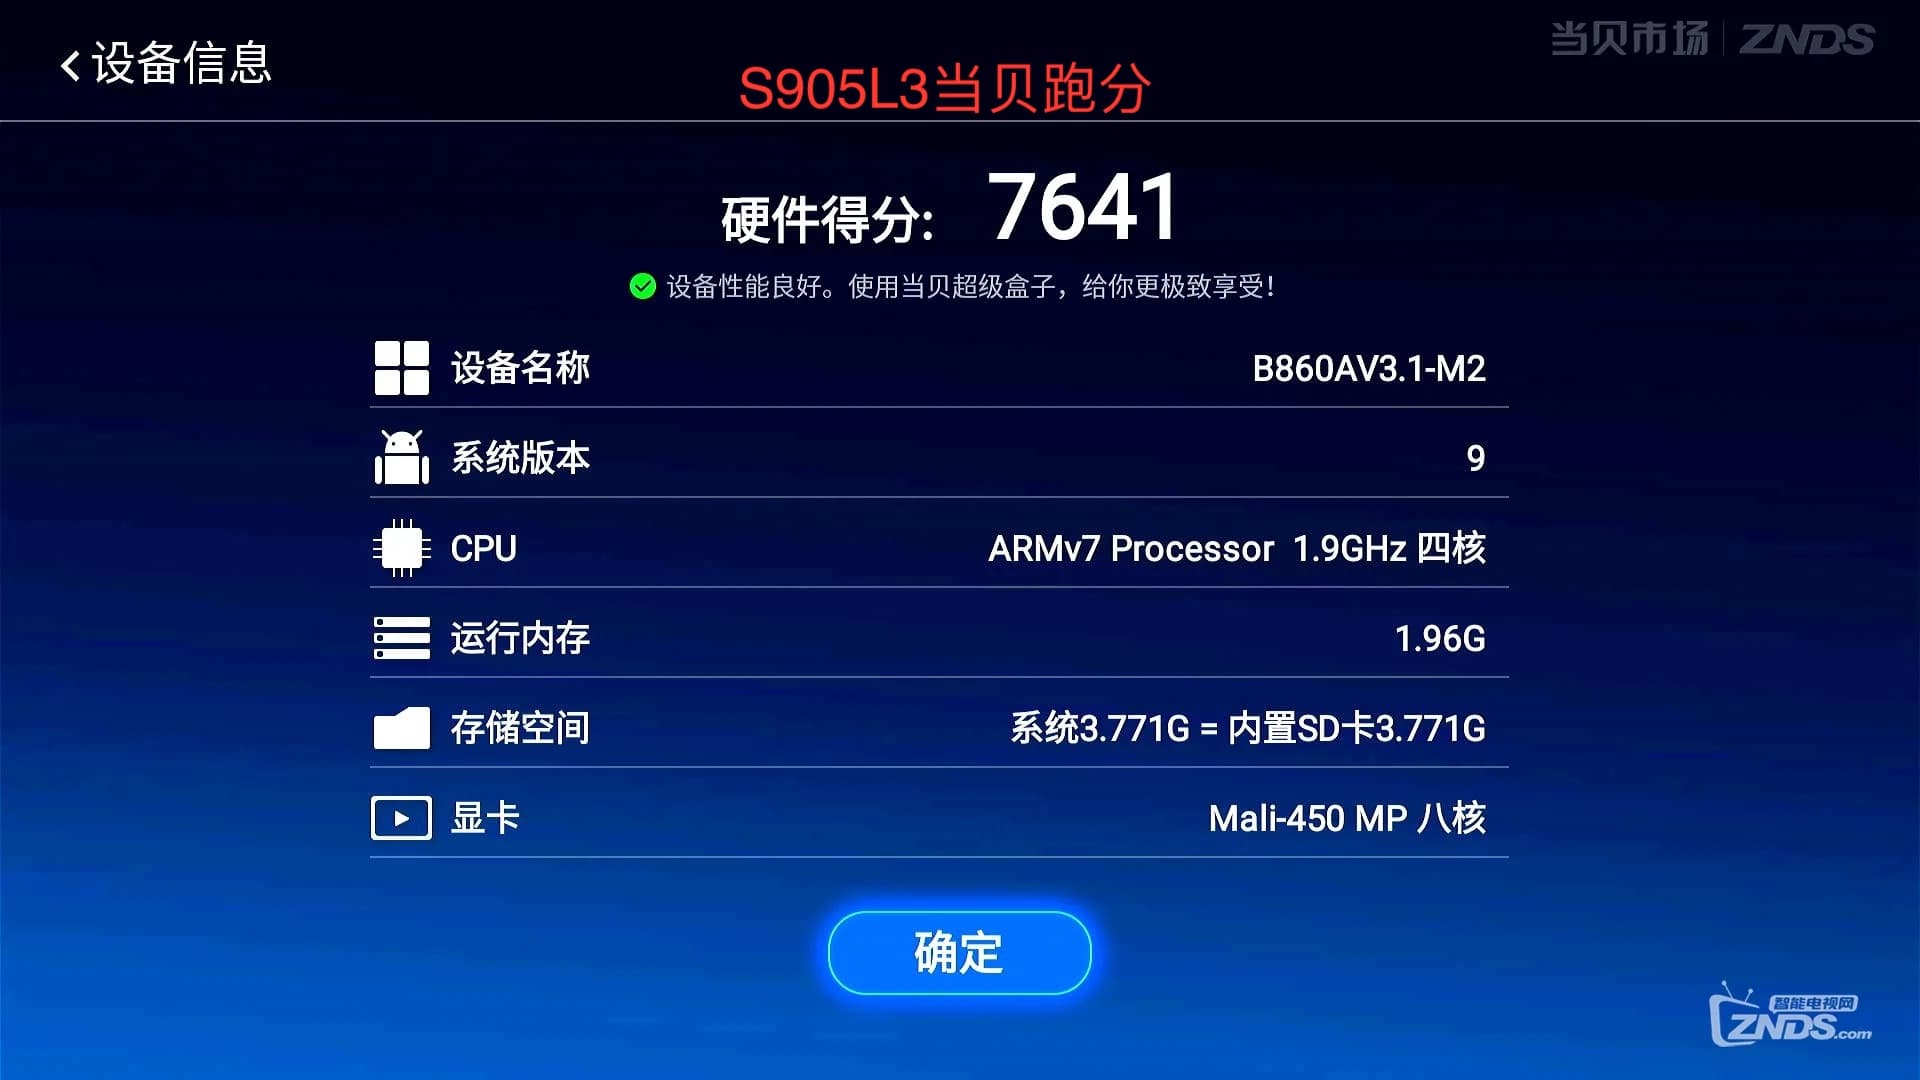 设备信息
当贝市场 | ZNDS
S905L3当贝跑分
硬件得分: 7641
设备性能良好。使用当贝超级盒子，给你更极致享受！
设备名称 B860AV3.1-M2
系统版本 9
CPU ARMv7 Processor 1.9GHz 四核
运行内存 1.96G
存储空间 系统3.771G = 内置SD卡3.771G
显卡 Mali-450 MP 八核
确定
智能电视网
ZNDS.com